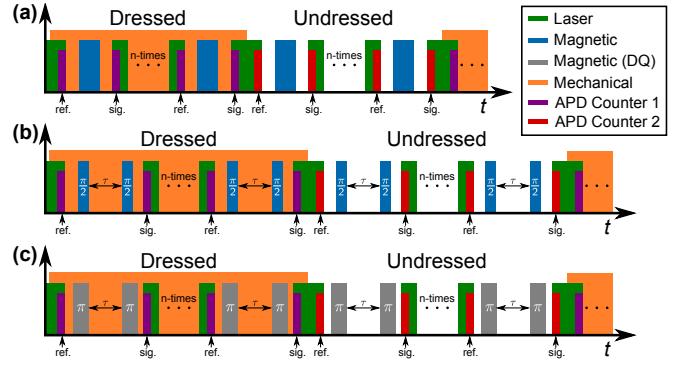 (a)
Dressed Undressed
n-times n-times
ref. sig. ref. sig. ref. sig. ref. sig. t
Laser
Magnetic
Magnetic (DQ)
Mechanical
APD Counter 1
APD Counter 2
(b)
Dressed Undressed
π/2 τ π/2 n-times π/2 τ π/2 π/2 τ π/2 n-times π/2 τ π/2
ref. sig. ref. sig. ref. sig. ref. sig. t
(c)
Dressed Undressed
π τ π n-times π τ π π τ π n-times π τ π
ref. sig. ref. sig. ref. sig. ref. sig. t